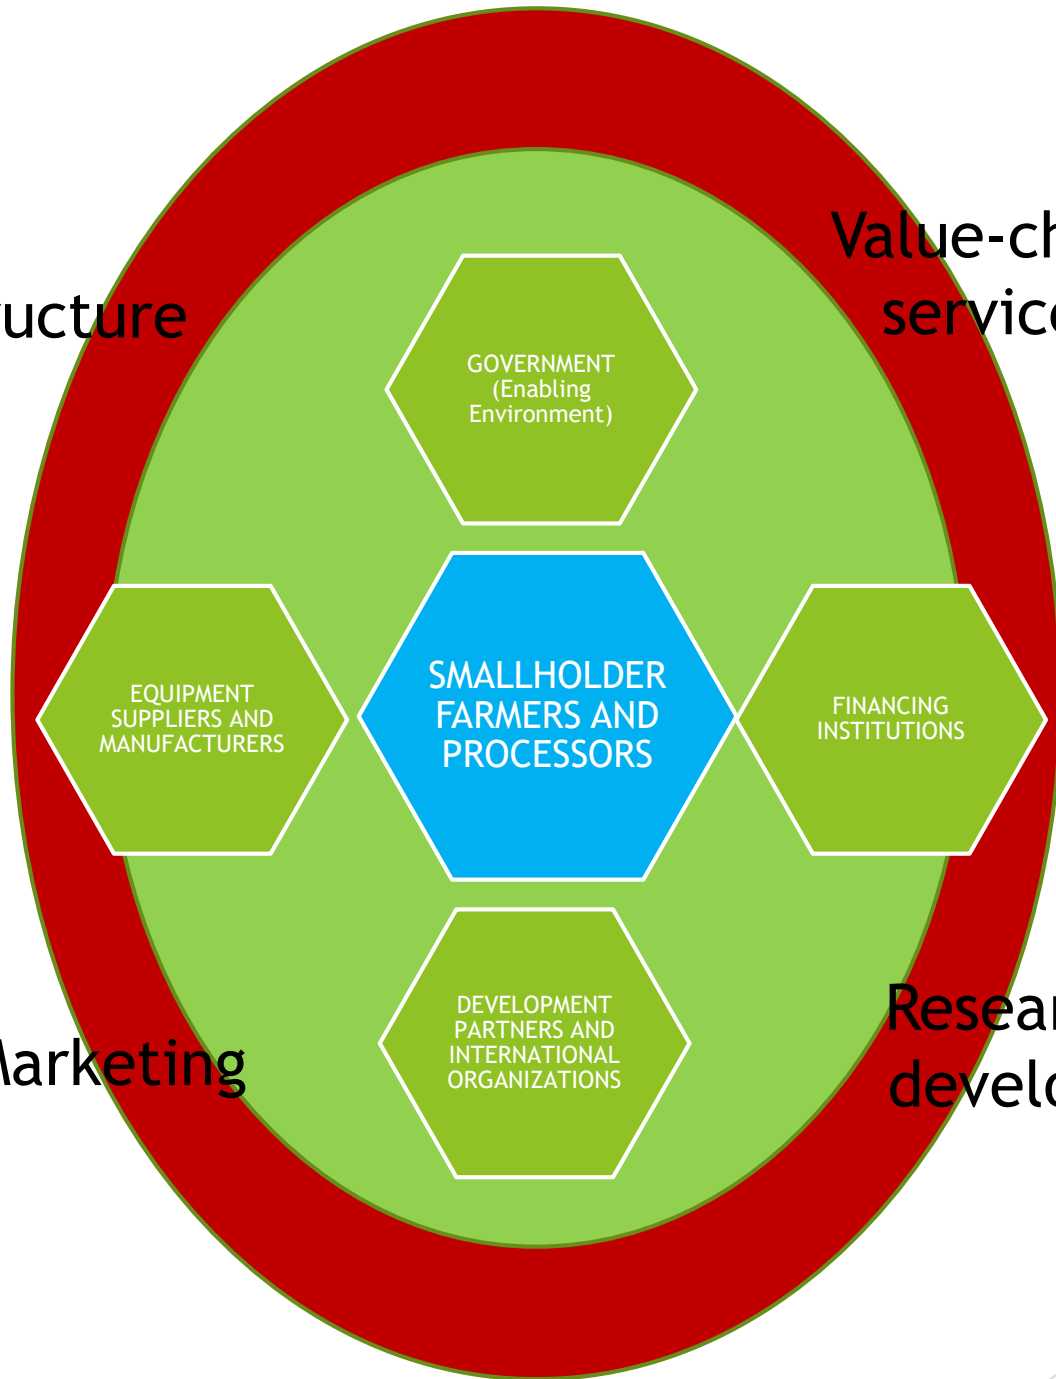 Value-ch
service
ucture
GOVERNMENT
(Enabling
Environment)
SMALLHOLDER
FARMERS AND
PROCESSORS
EQUIPMENT
SUPPLIERS AND
MANUFACTURERS
FINANCING
INSTITUTIONS
DEVELOPMENT
PARTNERS AND
INTERNATIONAL
ORGANIZATIONS
Resear
develo
Marketing